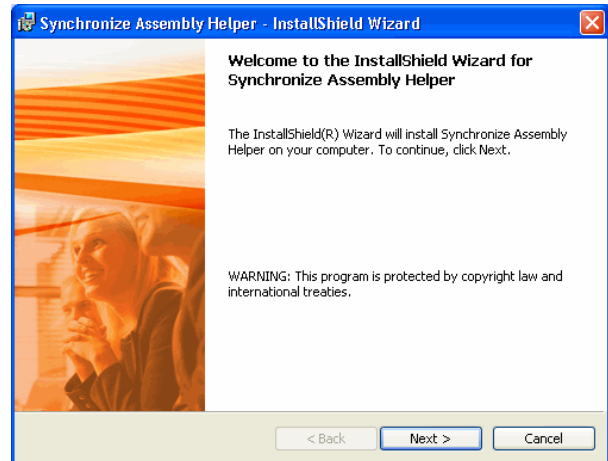 Synchronize Assembly Helper - InstallShield Wizard
Welcome to the InstallShield Wizard for
Synchronize Assembly Helper
The InstallShield(R) Wizard will install Synchronize Assembly
Helper on your computer. To continue, click Next.
WARNING: This program is protected by copyright law and
international treaties.
< Back
Next >
Cancel